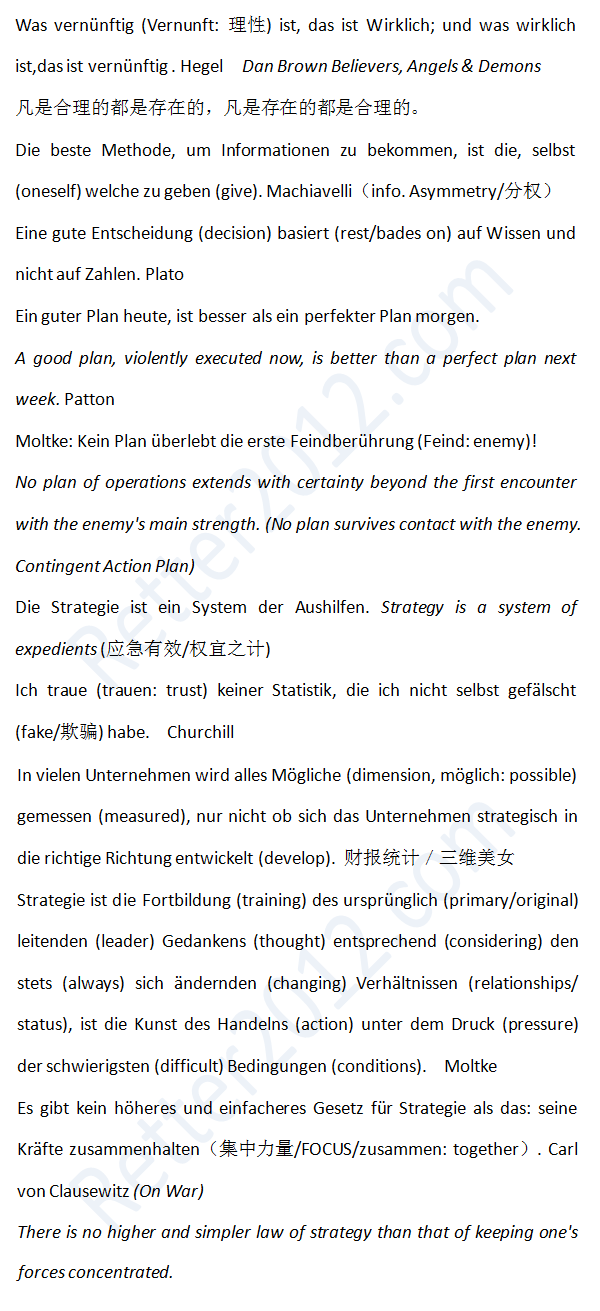 Was vernünftig (Vernunft: 理性) ist, das ist Wirklich; und was wirklich
ist,das ist vernünftig . Hegel Dan Brown Believers, Angels & Demons
凡是合理的都是存在的，凡是存在的都是合理的。
Die beste Methode, um Informationen zu bekommen, ist die, selbst
(oneself) welche zu geben (give). Machiavelli（info. Asymmetry/分权）
Eine gute Entscheidung (decision) basiert (rest/bades on) auf Wissen und
nicht auf Zahlen. Plato
Ein guter Plan heute, ist besser als ein perfekter Plan morgen.
A good plan, violently executed now, is better than a perfect plan next
week. Patton
Moltke: Kein Plan überlebt die erste Feindberührung (Feind: enemy)!
No plan of operations extends with certainty beyond the first encounter
with the enemy's main strength. (No plan survives contact with the enemy.
Contingent Action Plan)
Die Strategie ist ein System der Aushilfen. Strategy is a system of
expedients (应急有效/权宜之计)
Ich traue (trauen: trust) keiner Statistik, die ich nicht selbst gefälscht
(fake/欺骗) habe. Churchill
In vielen Unternehmen wird alles Mögliche (dimension, möglich: possible)
gemessen (measured), nur nicht ob sich das Unternehmen strategisch in
die richtige Richtung entwickelt (develop). 财报统计／三维美女
Strategie ist die Fortbildung (training) des ursprünglich (primary/original)
leitenden (leader) Gedankens (thought) entsprechend (considering) den
stets (always) sich ändernden (changing) Verhältnissen (relationships/
status), ist die Kunst des Handelns (action) unter dem Druck (pressure)
der schwierigsten (difficult) Bedingungen (conditions). Moltke
Es gibt kein höheres und einfacheres Gesetz für Strategie als das: seine
Kräfte zusammenhalten（集中力量/FOCUS/zusammen: together）. Carl
von Clausewitz (On War)
There is no higher and simpler law of strategy than that of keeping one's
forces concentrated.
Retter2012.com
Retter2012.com